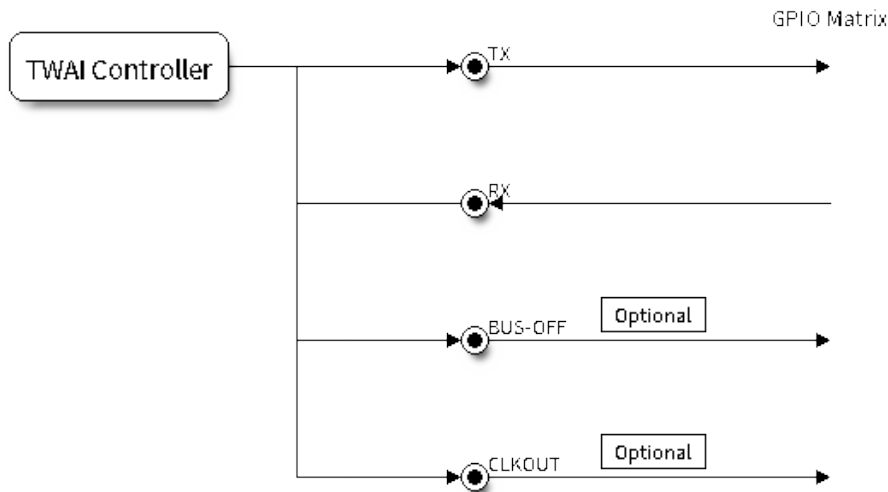 GPIO Matrix
TWAI Controller
TX
RX
BUS-OFF
Optional
CLKOUT
Optional